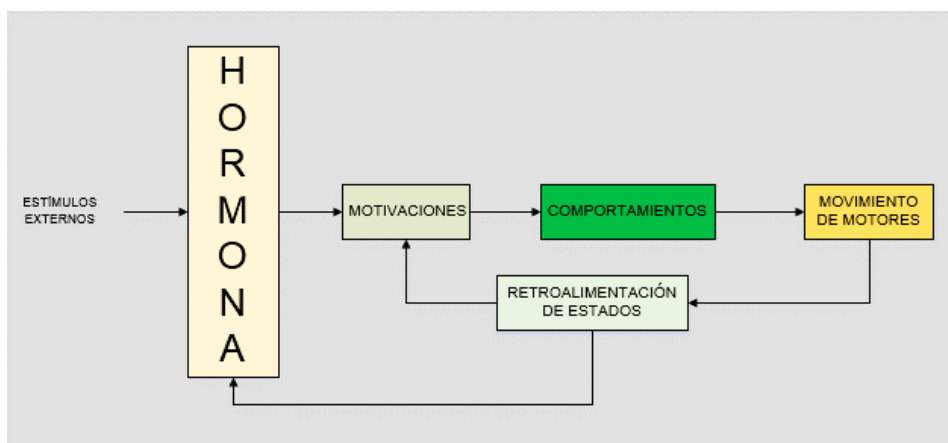 ESTÍMULOS
EXTERNOS
H
O
R
M
O
N
A
MOTIVACIONES
COMPORTAMIENTOS
MOVIMIENTO
DE MOTORES
RETROALIMENTACIÓN
DE ESTADOS